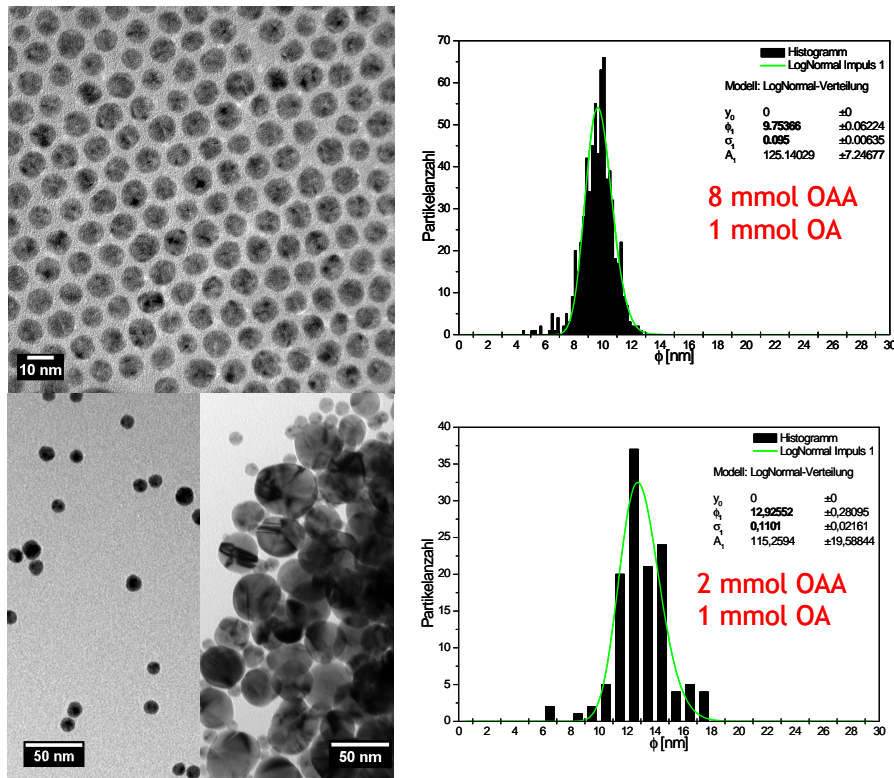 10 nm
50 nm
50 nm
70
60
50
40
30
20
10
0
Partikelanzahl
0 2 4 6 8 10 12 14 16 18 20 22 24 26 28 30
ϕ [nm]
Histogramm
LogNormal Impuls 1
Modell: LogNormal-Verteilung
y₀ 0 ±0
ϕ₁ 9.75366 ±0.06224
σ₁ 0.095 ±0.00635
A₁ 125.14029 ±7.24677
8 mmol OAA
1 mmol OA
40
35
30
25
20
15
10
5
0
Partikelanzahl
0 2 4 6 8 10 12 14 16 18 20 22 24 26 28 30
ϕ [nm]
Histogramm
LogNormal Impuls 1
Modell: LogNormal-Verteilung
y₀ 0 ±0
ϕ₁ 12,92552 ±0,28095
σ₁ 0,1101 ±0,02161
A₁ 115,2594 ±19,58844
2 mmol OAA
1 mmol OA